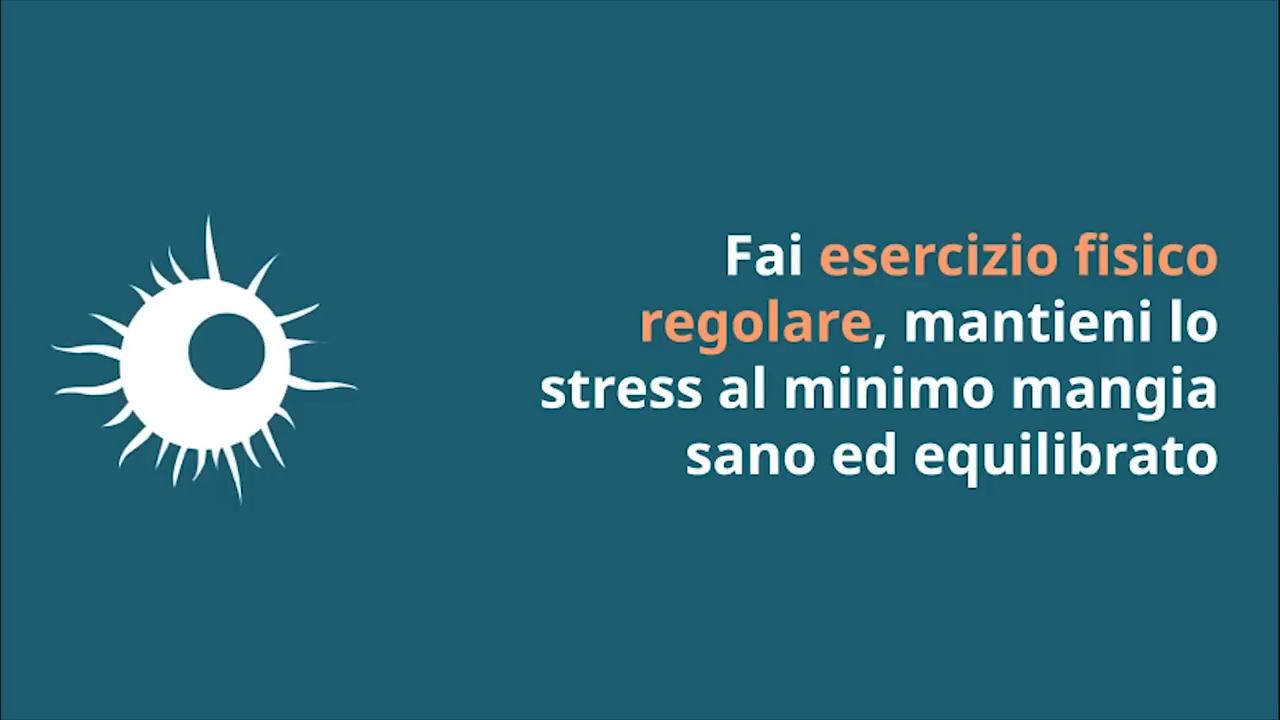 Fai esercizio fisico
regolare, mantieni lo
stress al minimo mangia
sano ed equilibrato